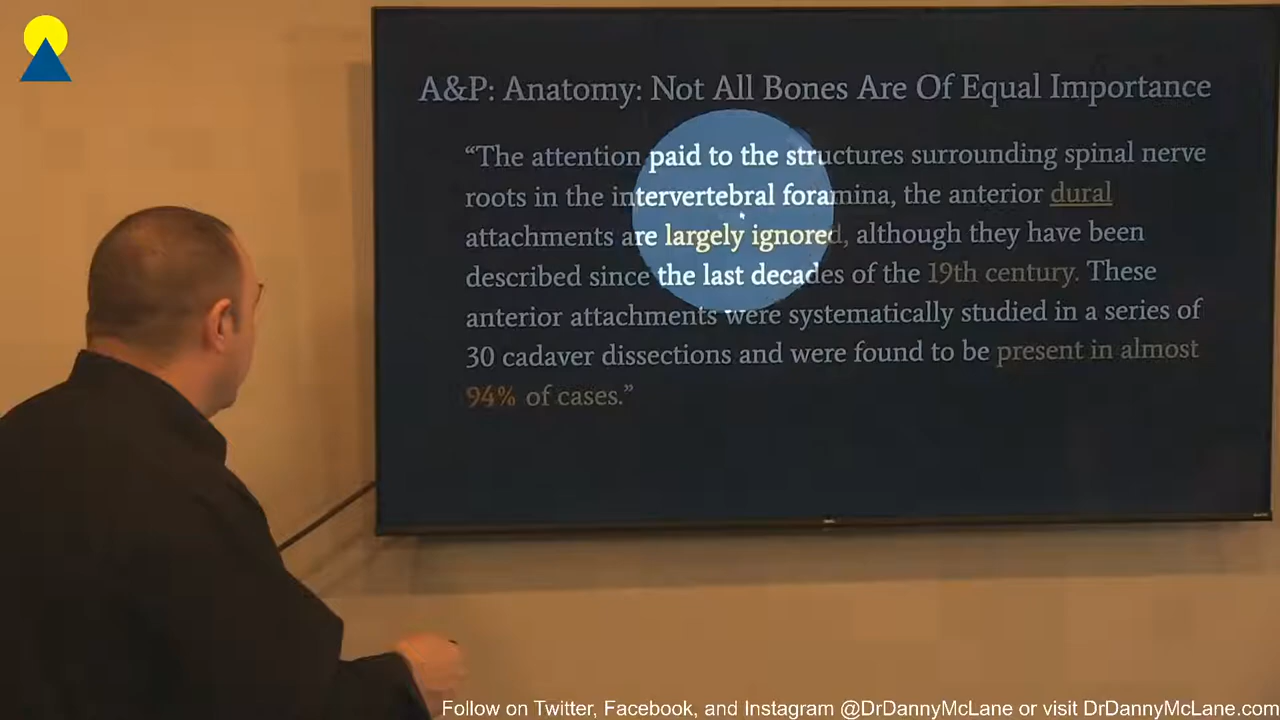 A&P: Anatomy: Not All Bones Are Of Equal Importance
“The attention paid to the structures surrounding spinal nerve
roots in the intervertebral foramina, the anterior dural
attachments are largely ignored, although they have been
described since the last decades of the 19th century. These
anterior attachments were systematically studied in a series of
30 cadaver dissections and were found to be present in almost
94% of cases.”
Follow on Twitter, Facebook, and Instagram @DrDannyMcLane or visit DrDannyMcLane.com